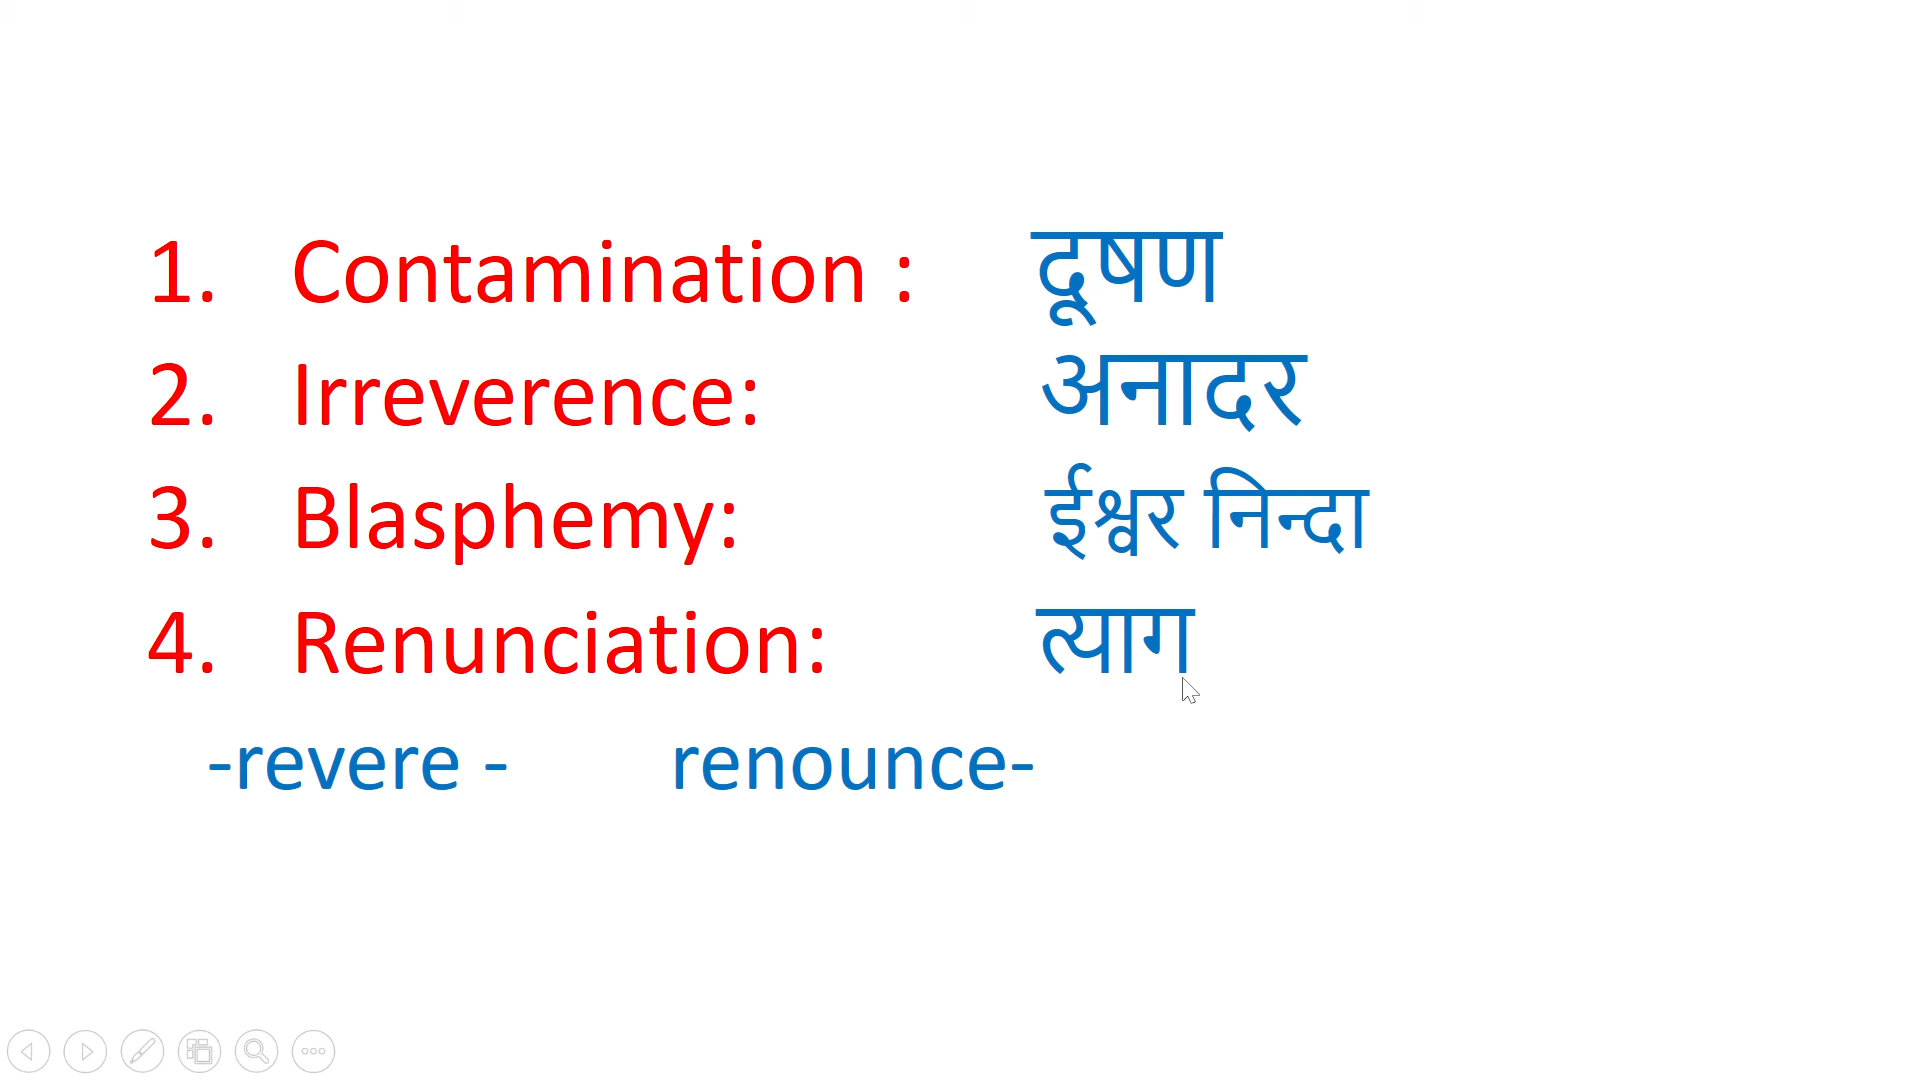 1. Contamination : दूषण
2. Irreverence: अनादर
3. Blasphemy: ईश्वर निन्दा
4. Renunciation: त्याग
-revere - renounce-